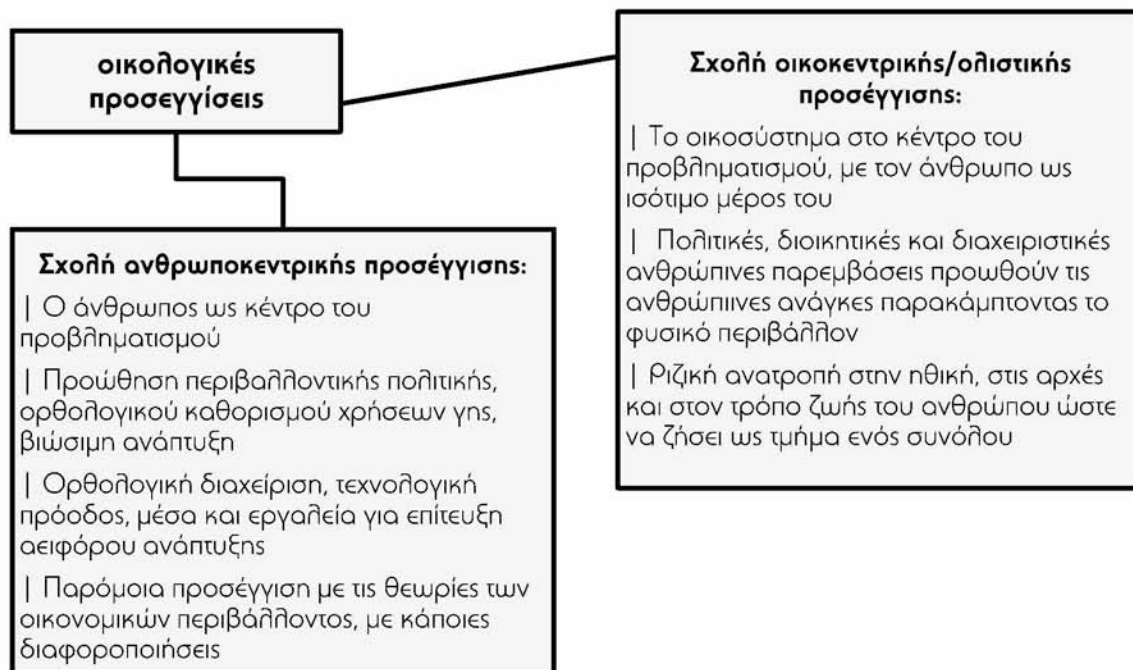 οικολογικές
προσεγγίσεις
Σχολή ανθρωποκεντρικής προσέγγισης:
| Ο άνθρωπος ως κέντρο του
προβληματισμού
| Προώθηση περιβαλλοντικής πολιτικής,
ορθολογικού καθορισμού χρήσεων γης,
βιώσιμη ανάπτυξη
| Ορθολογική διαχείριση, τεχνολογική
πρόοδος, μέσα και εργαλεία για επίτευξη
αειφόρου ανάπτυξης
| Παρόμοια προσέγγιση με τις θεωρίες των
οικονομικών περιβάλλοντος, με κάποιες
διαφοροποιήσεις
Σχολή οικοκεντρικής/ολιστικής
προσέγγισης:
| Το οικοσύστημα στο κέντρο του
προβληματισμού, με τον άνθρωπο ως
ισότιμο μέρος του
| Πολιτικές, διοικητικές και διαχειριστικές
ανθρώπινες παρεμβάσεις προωθούν τις
ανθρώπιινες ανάγκες παρακάμπτοντας το
φυσικό περιβάλλον
| Ριζική ανατροπή στην ηθική, στις αρχές
και στον τρόπο ζωής του ανθρώπου ώστε
να ζήσει ως τμήμα ενός συνόλου